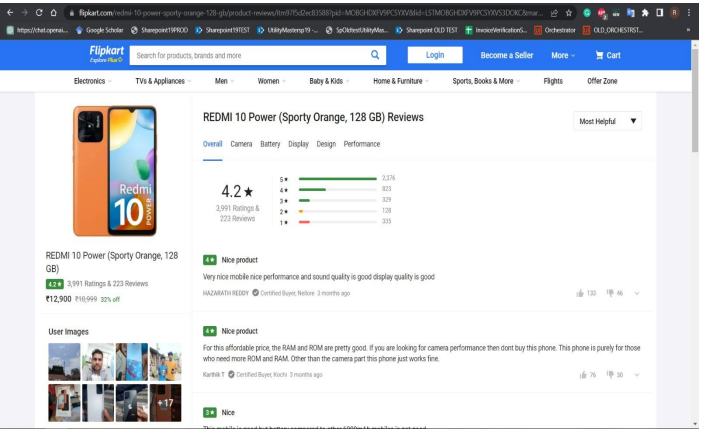 flipkart.com/redmi-10-power-sporty-orange-128-gb/product-reviews/
https://chat.openai....
Google Scholar
Sharepoint19PROD
Sharepoint19TEST
UtilityMastersp19 -...
SpOldtestUtilityMas...
Sharepoint OLD TEST
InvoiceVerificationS...
Orchestrator
OLD_ORCHESTRST...
Flipkart
Explore Plus
Search for products, brands and more
Login
Become a Seller
More
Cart
Electronics
TVs & Appliances
Men
Women
Baby & Kids
Home & Furniture
Sports, Books & More
Flights
Offer Zone
Redmi
10
POWER
REDMI 10 Power (Sporty Orange, 128 GB)
4.2★ 3,991 Ratings & 223 Reviews
₹12,900 ₹18,999 32% off
User Images
+17
REDMI 10 Power (Sporty Orange, 128 GB) Reviews
Most Helpful
Overall Camera Battery Display Design Performance
4.2★
3,991 Ratings &
223 Reviews
5★ 2,376
4★ 823
3★ 329
2★ 128
1★ 335
4★ Nice product
Very nice mobile nice performance and sound quality is good display quality is good
HAZARATH REDDY Certified Buyer, Nellore 3 months ago
133 46
4★ Nice product
For this affordable price, the RAM and ROM are pretty good. If you are looking for camera performance then dont buy this phone. This phone is purely for those
who need more ROM and RAM. Other than the camera part this phone just works fine.
Karthik T Certified Buyer, Kochi 3 months ago
76 30
3★ Nice